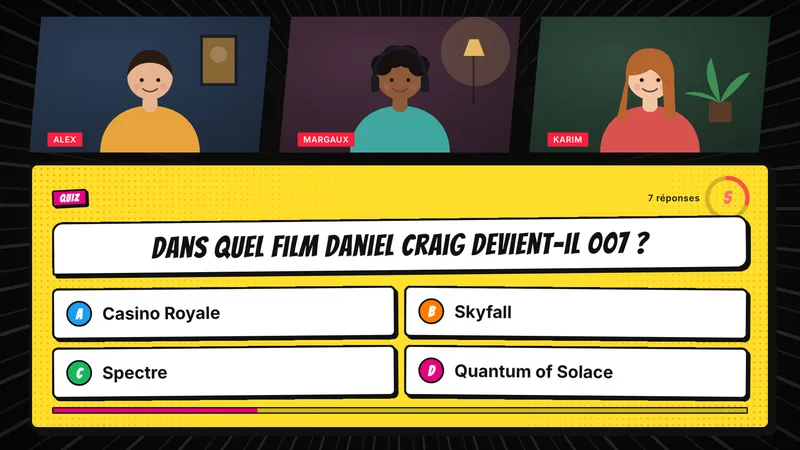 ALEX
MARGAUX
KARIM
QUIZ
7 réponses
5
DANS QUEL FILM DANIEL CRAIG DEVIENT-IL 007 ?
A Casino Royale
B Skyfall
C Spectre
D Quantum of Solace